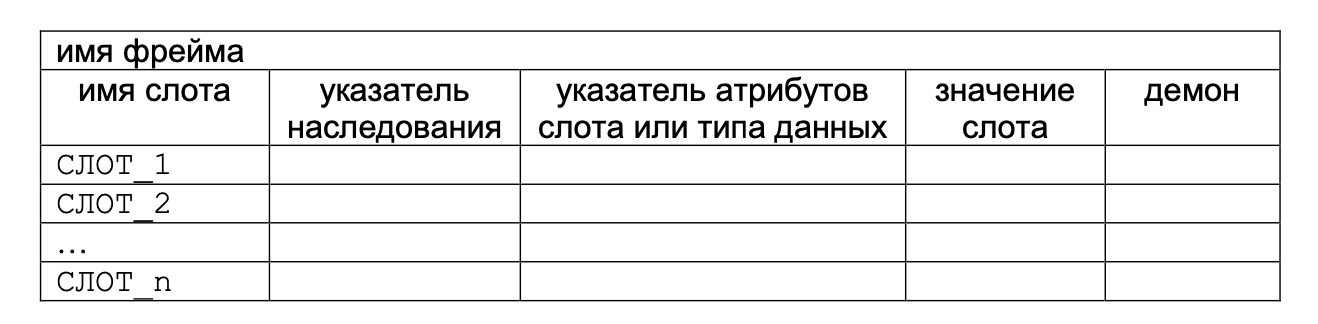 имя фрейма
имя слота указатель наследования указатель атрибутов слота или типа данных значение слота демон
СЛОТ_1
СЛОТ_2
...
СЛОТ_n